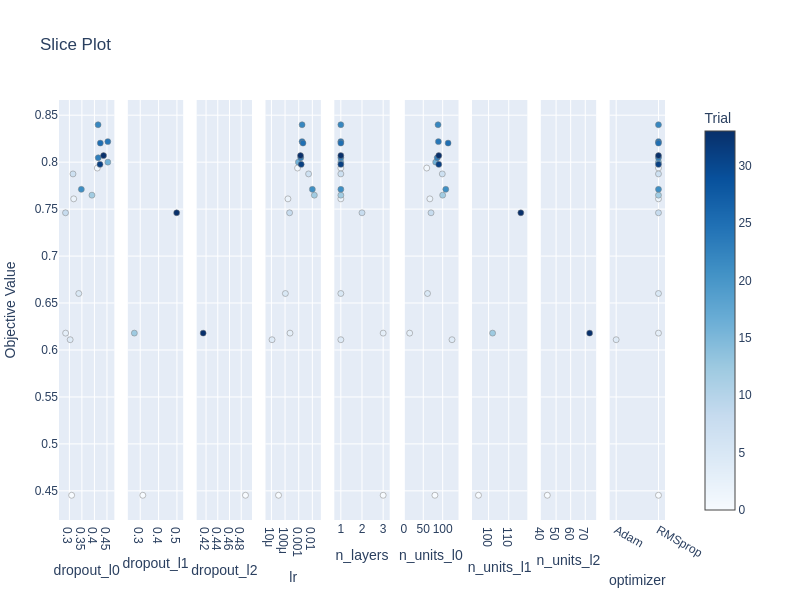 Slice Plot
Trial
0.85
0.8
0.75
0.7
0.65
0.6
0.55
0.5
0.45
Objective Value
0.3 0.35 0.4 0.45
0.3 0.4 0.5
0.42 0.44 0.46 0.48
10μ 100μ 0.001 0.01
1 2 3
0 50 100
100 110
40 50 60 70
Adam RMSprop
dropout_l0
dropout_l1
dropout_l2
lr
n_layers
n_units_l0
n_units_l1
n_units_l2
optimizer
30
25
20
15
10
5
0